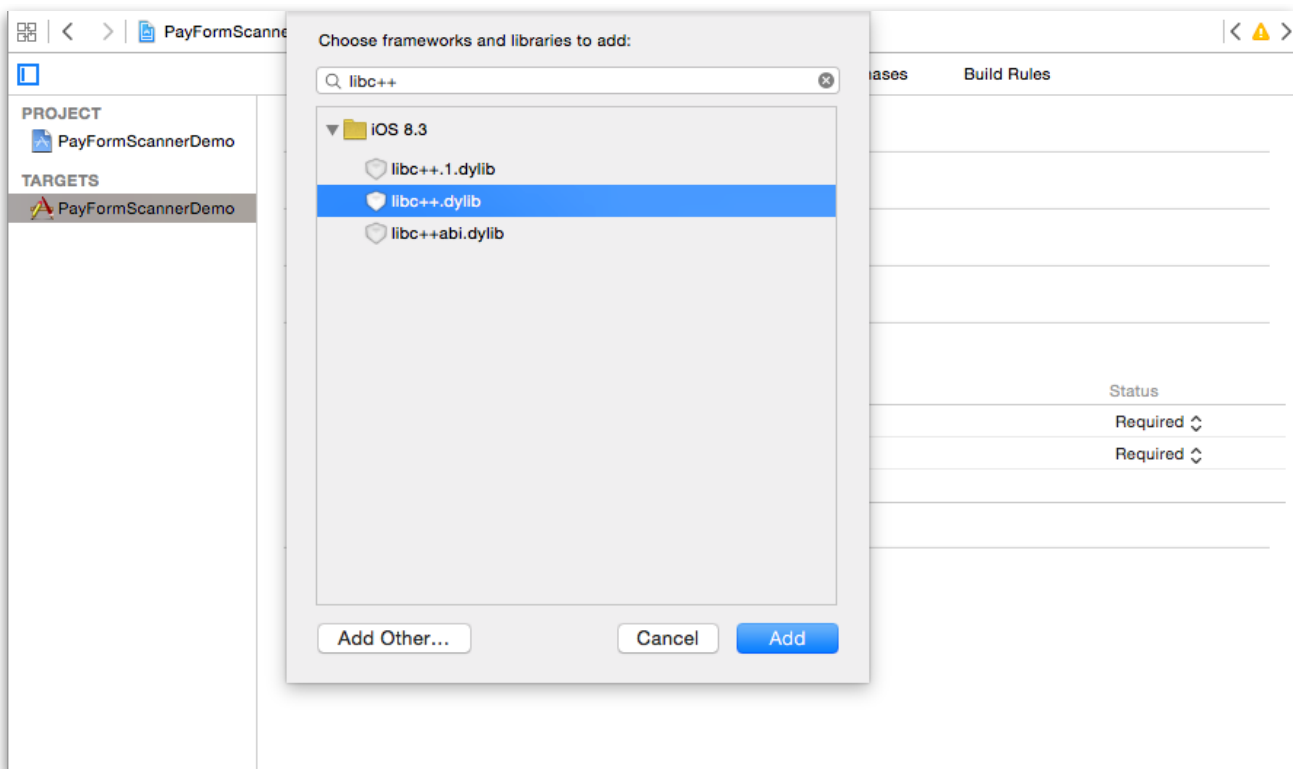 PayFormScanne
Choose frameworks and libraries to add:
libc++
ases Build Rules
PROJECT
PayFormScannerDemo
TARGETS
PayFormScannerDemo
iOS 8.3
libc++.1.dylib
libc++.dylib
libc++abi.dylib
Status
Required
Required
Add Other...
Cancel
Add